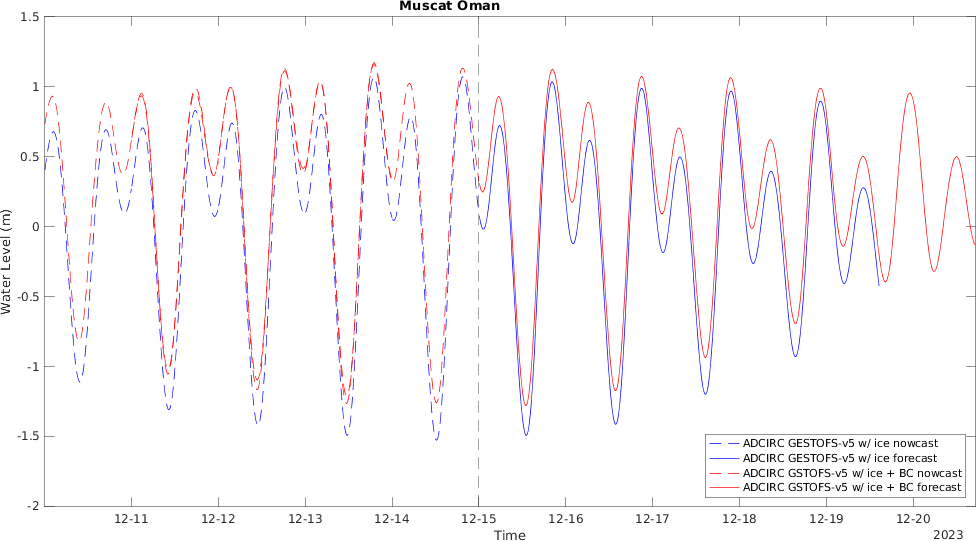 Muscat Oman
1.5
1
0.5
0
-0.5
-1
-1.5
-2
Water Level (m)
12-11
12-12
12-13
12-14
12-15
12-16
12-17
12-18
12-19
12-20
Time
2023
ADCIRC GESTOFS-v5 w/ ice nowcast
ADCIRC GESTOFS-v5 w/ ice forecast
ADCIRC GSTOFS-v5 w/ ice + BC nowcast
ADCIRC GSTOFS-v5 w/ ice + BC forecast